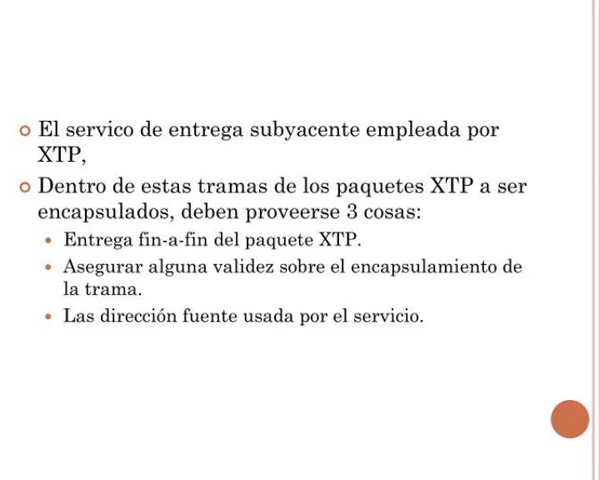 El servico de entrega subyacente empleada por
XTP,
Dentro de estas tramas de los paquetes XTP a ser
encapsulados, deben proveerse 3 cosas:
Entrega fin-a-fin del paquete XTP.
Asegurar alguna validez sobre el encapsulamiento de
la trama.
Las dirección fuente usada por el servicio.